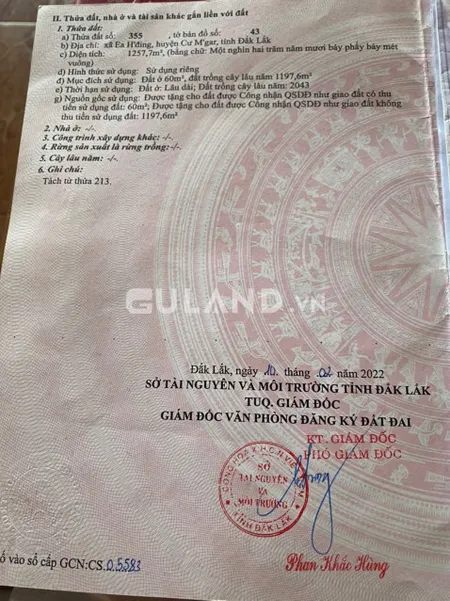 II. Thửa đất, nhà ở và tài sản khác gắn liền với đất
1. Thửa đất:
a) Thửa đất số: 355, tờ bản đồ số: 43
b) Địa chỉ: xã Ea H'đing, huyện Cư M'gar, tỉnh Đắk Lắk
c) Diện tích: 1257,7m², (bằng chữ: Một nghìn hai trăm năm mươi bảy phẩy bảy mét
vuông)
d) Hình thức sử dụng: Sử dụng riêng
đ) Mục đích sử dụng: Đất ở 60m², đất trồng cây lâu năm 1197,6m²
e) Thời hạn sử dụng: Đất ở: Lâu dài; Đất trồng cây lâu năm: 2043
g) Nguồn gốc sử dụng: Được tặng cho đất được Công nhận QSDĐ như giao đất có thu
tiền sử dụng đất: 60m²; Được tặng cho đất được Công nhận QSDĐ như giao đất không
thu tiền sử dụng đất: 1197,6m²
2. Nhà ở: -/-
3. Công trình xây dựng khác: -/-
4. Rừng sản xuất là rừng trồng: -/-
5. Cây lâu năm: -/-
6. Ghi chú:
Tách từ thửa 213.
GULAND.VN
Đắk Lắk, ngày 10 tháng 02 năm 2022
SỞ TÀI NGUYÊN VÀ MÔI TRƯỜNG TỈNH ĐẮK LẮK
TUQ. GIÁM ĐỐC
GIÁM ĐỐC VĂN PHÒNG ĐĂNG KÝ ĐẤT ĐAI
KT. GIÁM ĐỐC
PHÓ GIÁM ĐỐC
CỘNG HÒA X.H.C.N VIỆT NAM
SỞ
TÀI NGUYÊN
VÀ
MÔI TRƯỜNG
TỈNH ĐẮK LẮK
Phan Khắc Hùng
ố vào sổ cấp GCN:CS.05583